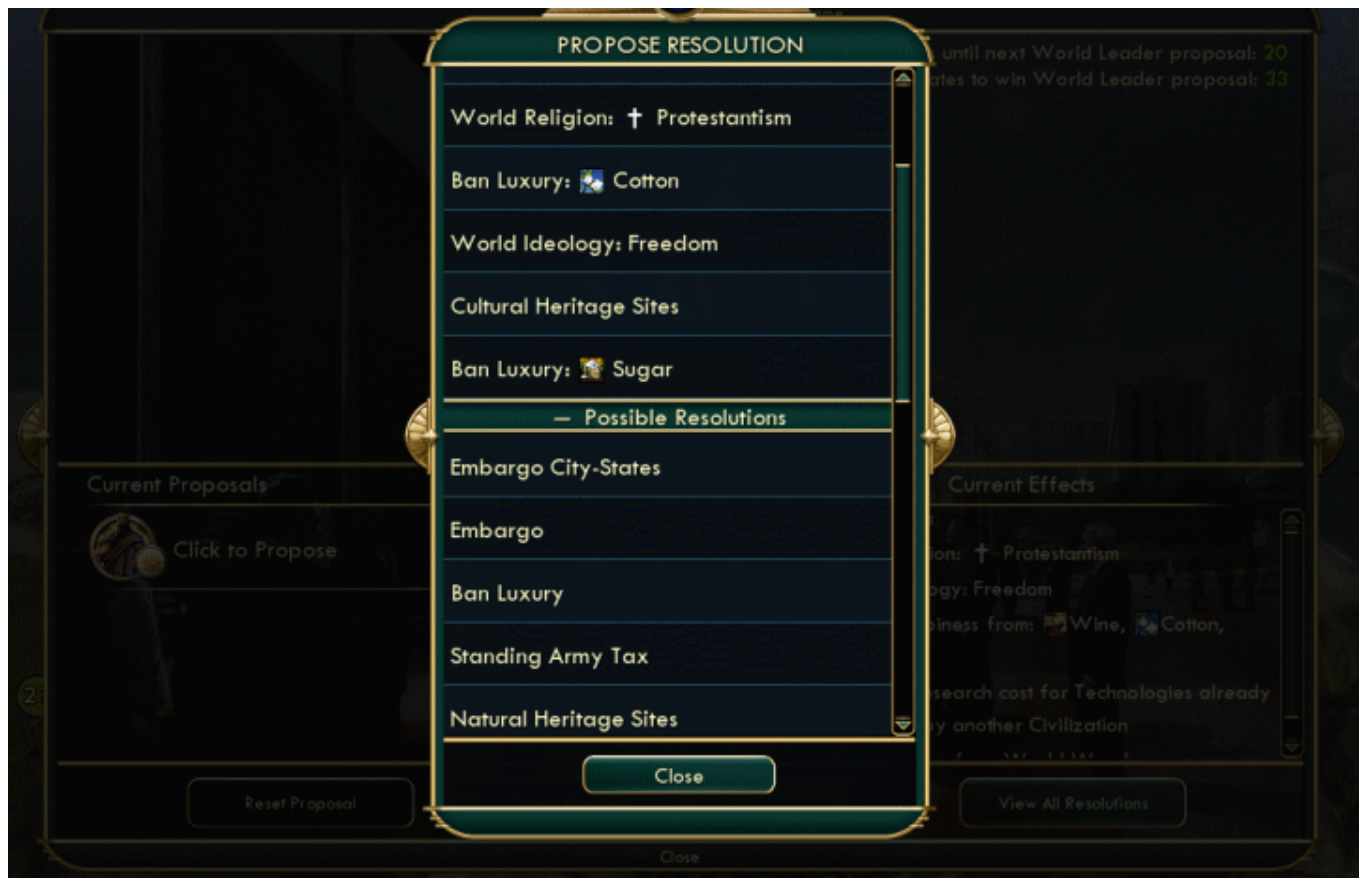 PROPOSE RESOLUTION
until next World Leader proposal: 20
ates to win World Leader proposal: 33
World Religion: Protestantism
Ban Luxury: Cotton
World Ideology: Freedom
Cultural Heritage Sites
Ban Luxury: Sugar
— Possible Resolutions
Embargo City-States
Embargo
Ban Luxury
Standing Army Tax
Natural Heritage Sites
Close
Current Proposals
Click to Propose
Reset Proposal
Current Effects
ion: Protestantism
ogy: Freedom
piness from: Wine, Cotton,
search cost for Technologies already
by another Civilization
View All Resolutions
Close